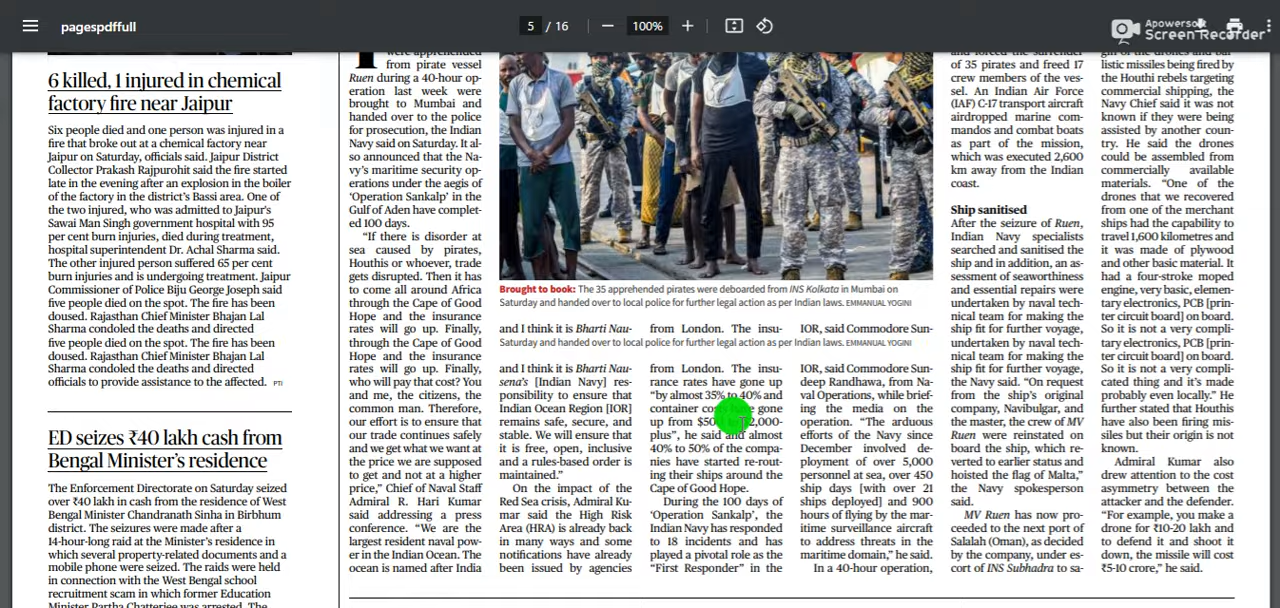 pagespdffull
5 / 16
100%
Apowersoft
Screen Recorder
6 killed, 1 injured in chemical
factory fire near Jaipur
Six people died and one person was injured in a
fire that broke out at a chemical factory near
Jaipur on Saturday, officials said. Jaipur District
Collector Prakash Rajpurohit said the fire started
late in the evening after an explosion in the boiler
of the factory in the district's Bassi area. One of
the two injured, who was admitted to Jaipur's
Sawai Man Singh government hospital with 95
per cent burn injuries, died during treatment,
hospital superintendent Dr. Achal Sharma said.
The other injured person suffered 65 per cent
burn injuries and is undergoing treatment. Jaipur
Commissioner of Police Biju George Joseph said
five people died on the spot. The fire has been
doused. Rajasthan Chief Minister Bhajan Lal
Sharma condoled the deaths and directed
five people died on the spot. The fire has been
doused. Rajasthan Chief Minister Bhajan Lal
Sharma condoled the deaths and directed
officials to provide assistance to the affected. PTI
ED seizes ₹40 lakh cash from
Bengal Minister's residence
The Enforcement Directorate on Saturday seized
over ₹40 lakh in cash from the residence of West
Bengal Minister Chandranath Sinha in Birbhum
district. The seizures were made after a
14-hour-long raid at the Minister's residence in
which several property-related documents and a
mobile phone were seized. The raids were held
in connection with the West Bengal school
recruitment scam in which former Education
Minister Partha Chatterjee was arrested. The
were apprehended
from pirate vessel
Ruen during a 40-hour op-
eration last week were
brought to Mumbai and
handed over to the police
for prosecution, the Indian
Navy said on Saturday. It al-
so announced that the Na-
vy's maritime security op-
erations under the aegis of
'Operation Sankalp' in the
Gulf of Aden have complet-
ed 100 days.
"If there is disorder at
sea caused by pirates,
Houthis or whoever, trade
gets disrupted. Then it has
to come all around Africa
through the Cape of Good
Hope and the insurance
rates will go up. Finally,
through the Cape of Good
Hope and the insurance
rates will go up. Finally,
who will pay that cost? You
and me, the citizens, the
common man. Therefore,
our effort is to ensure that
our trade continues safely
and we get what we want at
the price we are supposed
to get and not at a higher
price," Chief of Naval Staff
Admiral R. Hari Kumar
said addressing a press
conference. "We are the
largest resident naval pow-
er in the Indian Ocean. The
ocean is named after India
Brought to book: The 35 apprehended pirates were deboarded from INS Kolkata in Mumbai on
Saturday and handed over to local police for further legal action as per Indian laws. EMMANUAL YOGINI
and I think it is Bharti Nau-
Saturday and handed over to local police for further legal action as per Indian laws. EMMANUAL YOGINI
and I think it is Bharti Nau-
sena's [Indian Navy] res-
ponsibility to ensure that
Indian Ocean Region [IOR]
remains safe, secure, and
stable. We will ensure that
it is free, open, inclusive
and a rules-based order is
maintained."
On the impact of the
Red Sea crisis, Admiral Ku-
mar said the High Risk
Area (HRA) is already back
in many ways and some
notifications have already
been issued by agencies
from London. The insu-
from London. The insu-
rance rates have gone up
"by almost 35% to 40% and
container costs have gone
up from $500 to $2,000-
plus", he said and almost
40% to 50% of the compa-
nies have started re-rout-
ing their ships around the
Cape of Good Hope.
During the 100 days of
'Operation Sankalp', the
Indian Navy has responded
to 18 incidents and has
played a pivotal role as the
"First Responder" in the
IOR, said Commodore Sun-
IOR, said Commodore Sun-
deep Randhawa, from Na-
val Operations, while brief-
ing the media on the
operation. "The arduous
efforts of the Navy since
December involved de-
ployment of over 5,000
personnel at sea, over 450
ship days [with over 21
ships deployed] and 900
hours of flying by the mar-
itime surveillance aircraft
to address threats in the
maritime domain," he said.
In a 40-hour operation,
and forced the surrender
of 35 pirates and freed 17
crew members of the ves-
sel. An Indian Air Force
(IAF) C-17 transport aircraft
airdropped marine com-
mandos and combat boats
as part of the mission,
which was executed 2,600
km away from the Indian
coast.
Ship sanitised
After the seizure of Ruen,
Indian Navy specialists
searched and sanitised the
ship and in addition, an as-
sessment of seaworthiness
and essential repairs were
undertaken by naval tech-
nical team for making the
ship fit for further voyage,
undertaken by naval tech-
nical team for making the
ship fit for further voyage,
the Navy said. "On request
from the ship's original
company, Navibulgar, and
the master, the crew of MV
Ruen were reinstated on
board the ship, which re-
verted to earlier status and
hoisted the flag of Malta,"
the Navy spokesperson
said.
MV Ruen has now pro-
ceeded to the next port of
Salalah (Oman), as decided
by the company, under es-
cort of INS Subhadra to sa-
gin of the drones and bal-
listic missiles being fired by
the Houthi rebels targeting
commercial shipping, the
Navy Chief said it was not
known if they were being
assisted by another coun-
try. He said the drones
could be assembled from
commercially available
materials. "One of the
drones that we recovered
from one of the merchant
ships had the capability to
travel 1,600 kilometres and
it was made of plywood
and other basic material. It
had a four-stroke moped
engine, very basic, elemen-
tary electronics, PCB [prin-
ter circuit board] on board.
So it is not a very compli-
tary electronics, PCB [prin-
ter circuit board] on board.
So it is not a very compli-
cated thing and it's made
probably even locally." He
further stated that Houthis
have also been firing mis-
siles but their origin is not
known.
Admiral Kumar also
drew attention to the cost
asymmetry between the
attacker and the defender.
"For example, you make a
drone for ₹10-20 lakh and
to defend it and shoot it
down, the missile will cost
₹5-10 crore," he said.